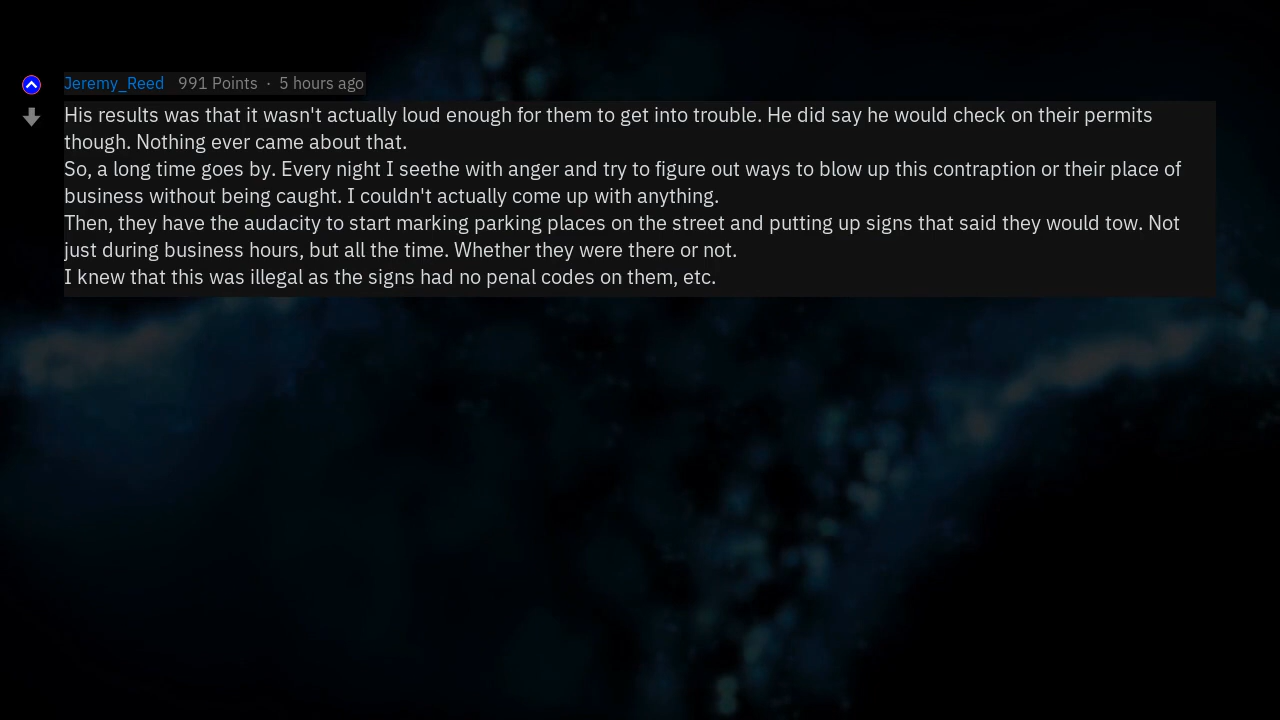 Jeremy_Reed 991 Points · 5 hours ago
His results was that it wasn't actually loud enough for them to get into trouble. He did say he would check on their permits
though. Nothing ever came about that.
So, a long time goes by. Every night I seethe with anger and try to figure out ways to blow up this contraption or their place of
business without being caught. I couldn't actually come up with anything.
Then, they have the audacity to start marking parking places on the street and putting up signs that said they would tow. Not
just during business hours, but all the time. Whether they were there or not.
I knew that this was illegal as the signs had no penal codes on them, etc.